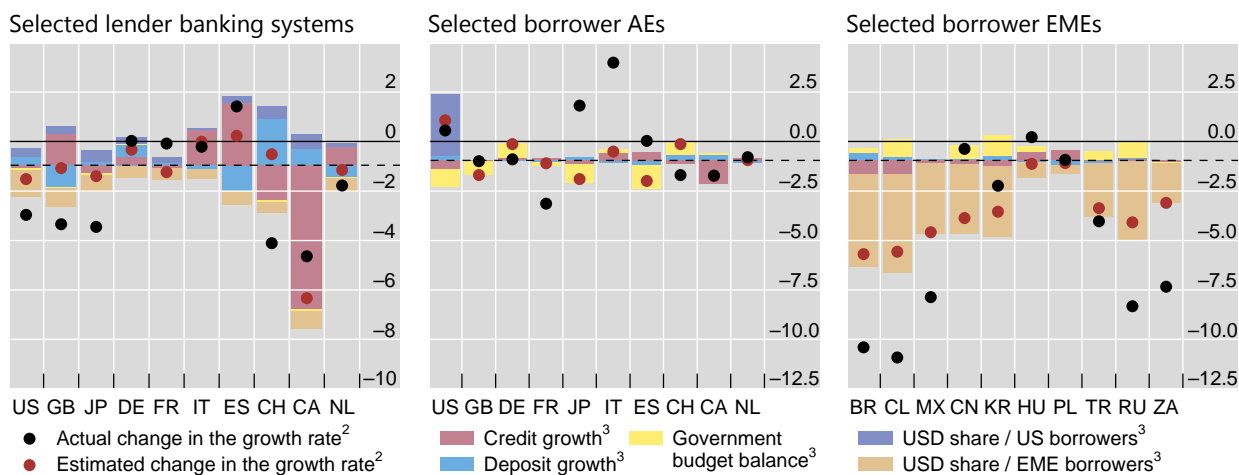 Selected lender banking systems
2
0
–2
–4
–6
–8
–10
US GB JP DE FR IT ES CH CA NL
Selected borrower AEs
2.5
0.0
–2.5
–5.0
–7.5
–10.0
–12.5
US GB DE FR JP IT ES CH CA NL
Selected borrower EMEs
2.5
0.0
–2.5
–5.0
–7.5
–10.0
–12.5
BR CL MX CN KR HU PL TR RU ZA
Actual change in the growth rate²
Estimated change in the growth rate²
Credit growth³
Deposit growth³
Government
budget balance³
USD share / US borrowers³
USD share / EME borrowers³